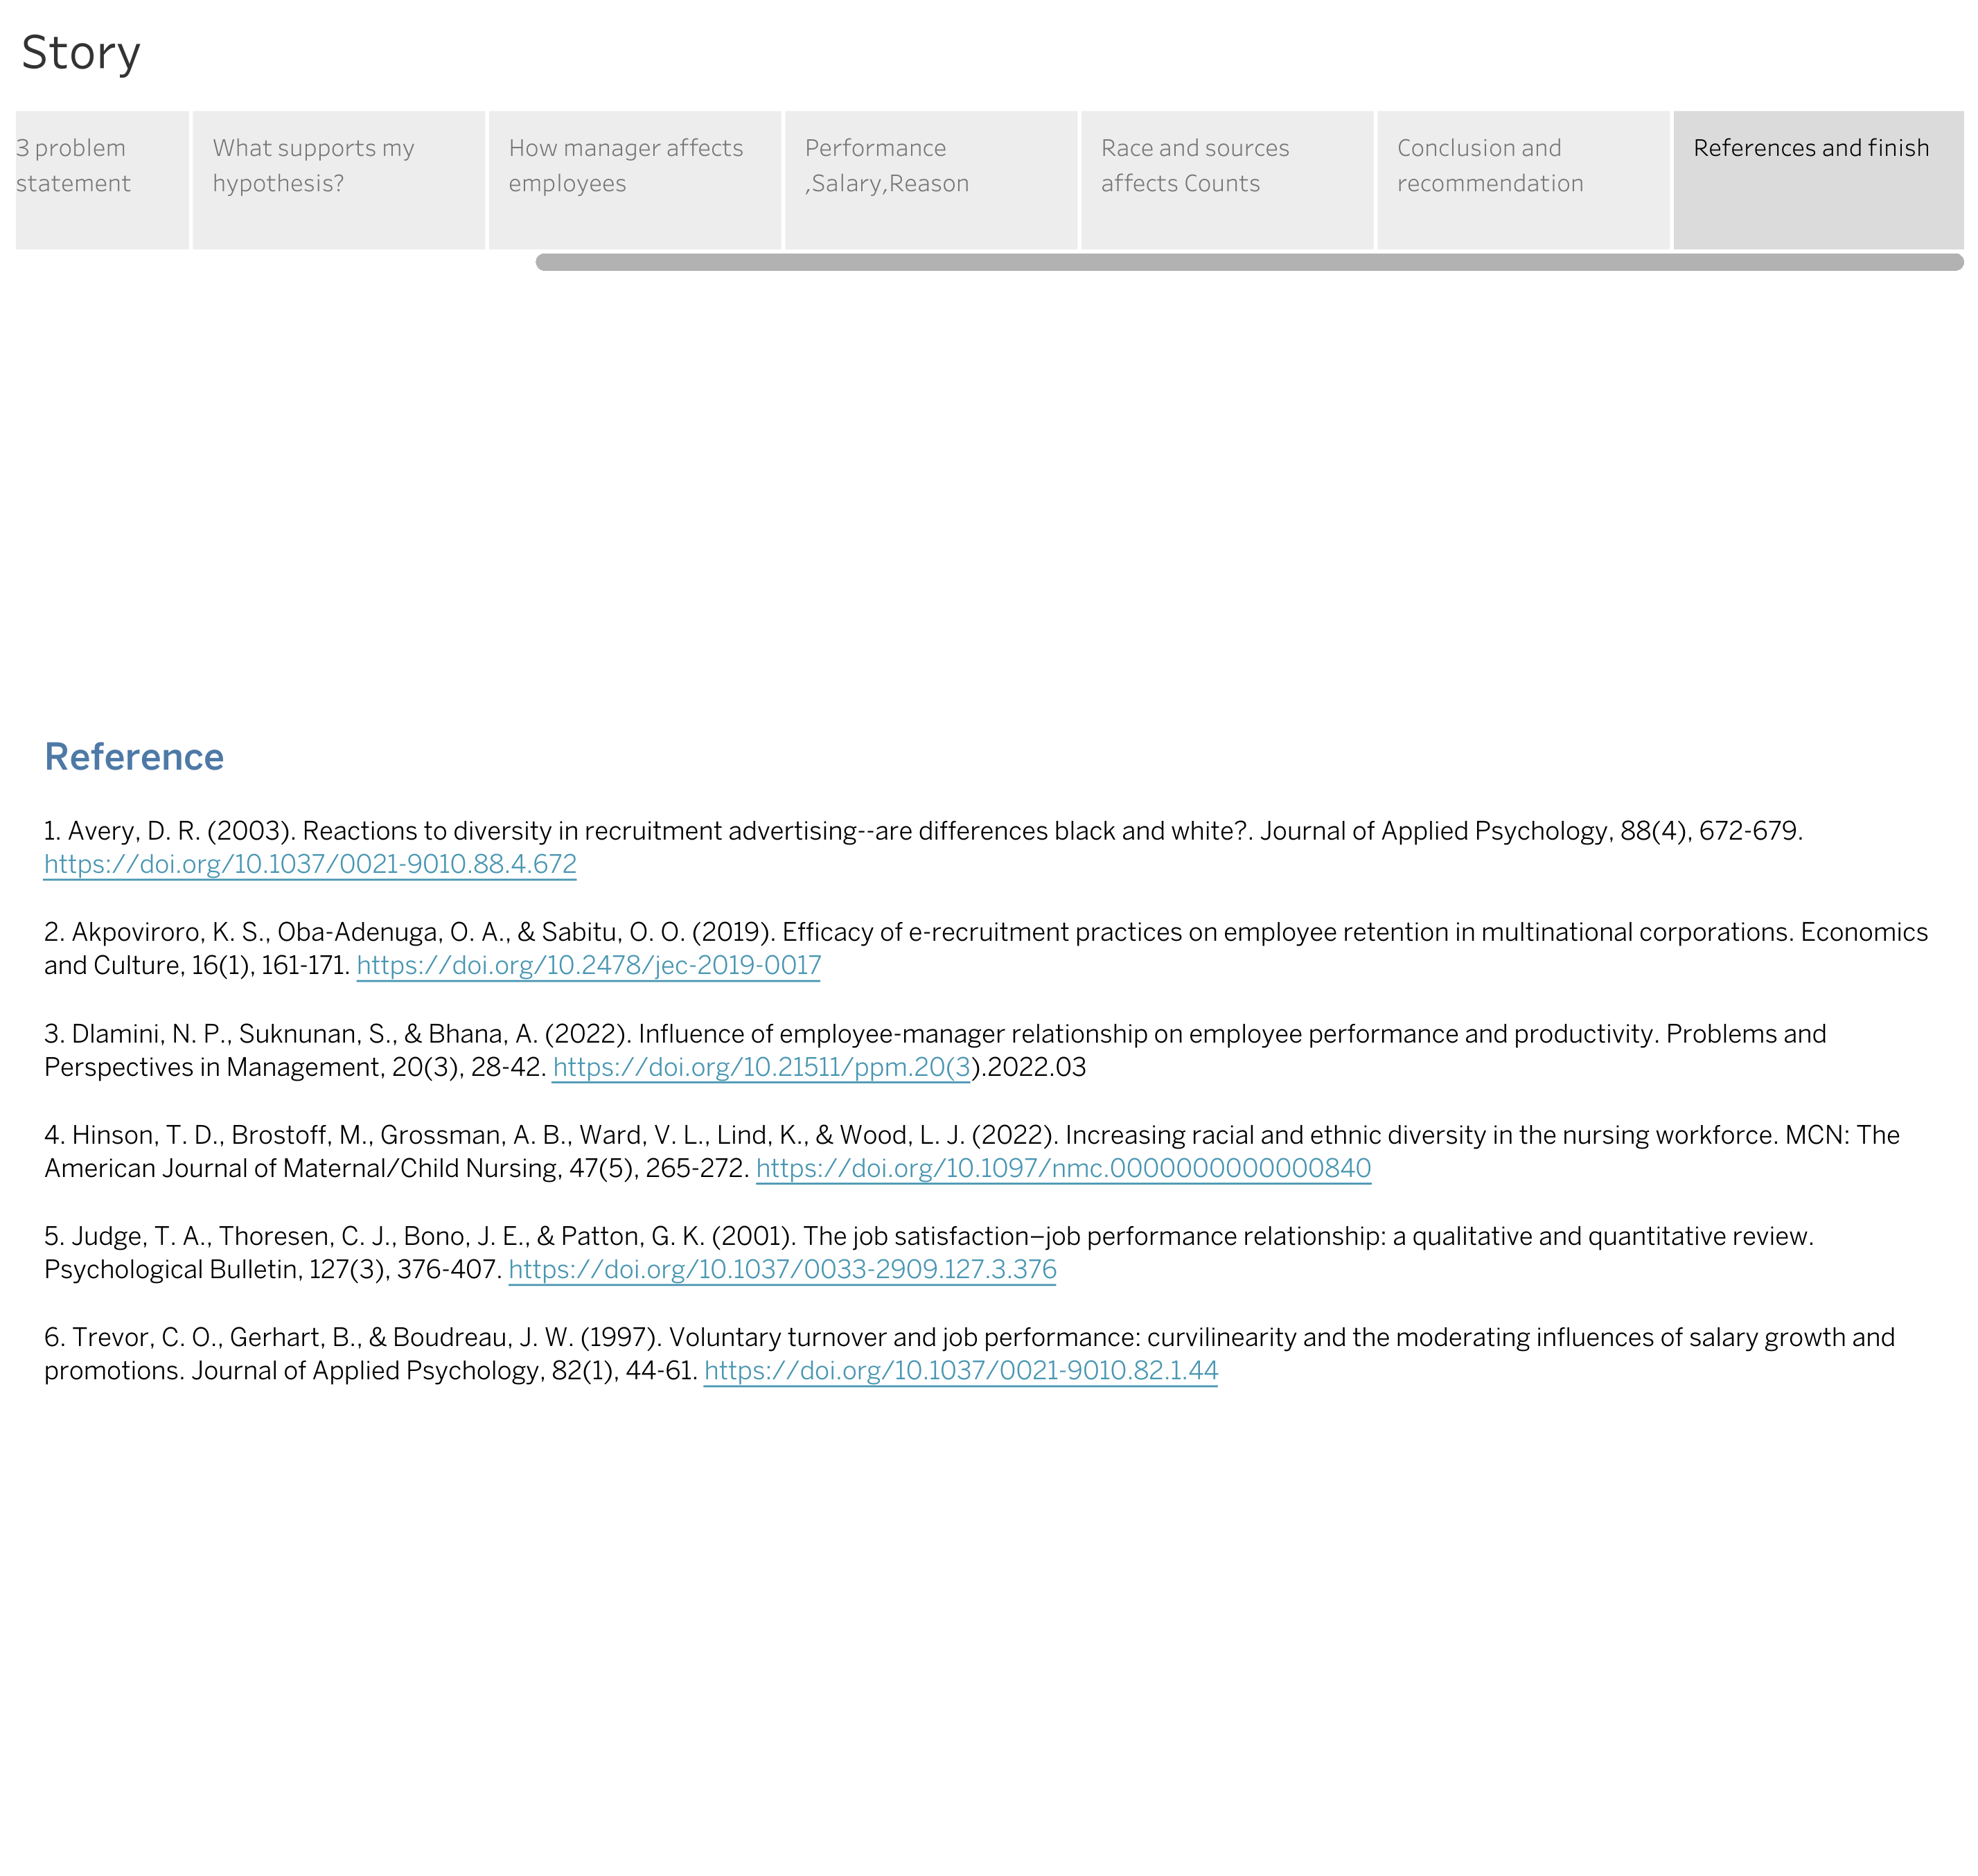 Story
3 problem
statement
What supports my
hypothesis?
How manager affects
employees
Performance
,Salary,Reason
Race and sources
affects Counts
Conclusion and
recommendation
References and finish
Reference
1. Avery, D. R. (2003). Reactions to diversity in recruitment advertising--are differences black and white?. Journal of Applied Psychology, 88(4), 672-679.
https://doi.org/10.1037/0021-9010.88.4.672
2. Akpoviroro, K. S., Oba-Adenuga, O. A., & Sabitu, O. O. (2019). Efficacy of e-recruitment practices on employee retention in multinational corporations. Economics
and Culture, 16(1), 161-171. https://doi.org/10.2478/jec-2019-0017
3. Dlamini, N. P., Suknunan, S., & Bhana, A. (2022). Influence of employee-manager relationship on employee performance and productivity. Problems and
Perspectives in Management, 20(3), 28-42. https://doi.org/10.21511/ppm.20(3).2022.03
4. Hinson, T. D., Brostoff, M., Grossman, A. B., Ward, V. L., Lind, K., & Wood, L. J. (2022). Increasing racial and ethnic diversity in the nursing workforce. MCN: The
American Journal of Maternal/Child Nursing, 47(5), 265-272. https://doi.org/10.1097/nmc.0000000000000840
5. Judge, T. A., Thoresen, C. J., Bono, J. E., & Patton, G. K. (2001). The job satisfaction–job performance relationship: a qualitative and quantitative review.
Psychological Bulletin, 127(3), 376-407. https://doi.org/10.1037/0033-2909.127.3.376
6. Trevor, C. O., Gerhart, B., & Boudreau, J. W. (1997). Voluntary turnover and job performance: curvilinearity and the moderating influences of salary growth and
promotions. Journal of Applied Psychology, 82(1), 44-61. https://doi.org/10.1037/0021-9010.82.1.44